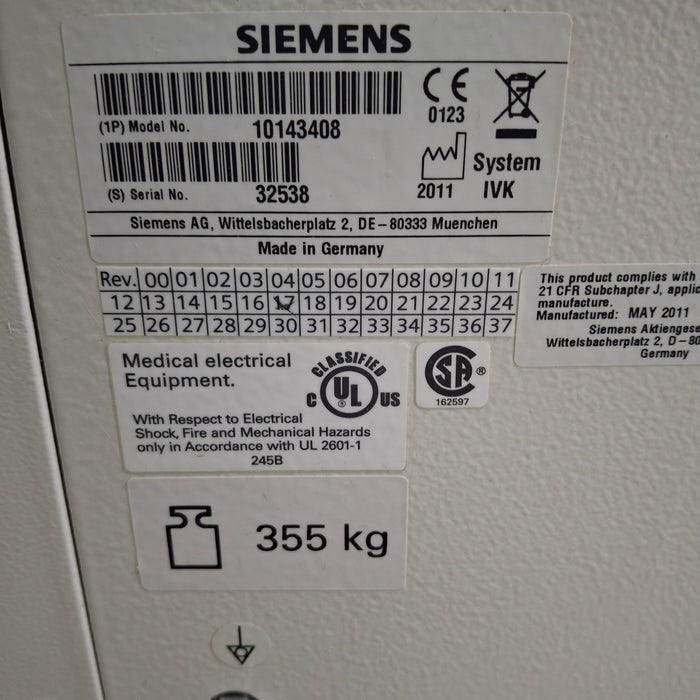 SIEMENS
(1P) Model No. 10143408
CE
0123
(S) Serial No. 32538
2011
System
IVK
Siemens AG, Wittelsbacherplatz 2, DE-80333 Muenchen
Made in Germany
Rev. 00 01 02 03 04 05 06 07 08 09 10 11
12 13 14 15 16 17 18 19 20 21 22 23 24
25 26 27 28 29 30 31 32 33 34 35 36 37
This product complies with
21 CFR Subchapter J, applic
manufacture.
Manufactured: MAY 2011
Siemens Aktiengese
Wittelsbacherplatz 2, D-80
Germany
Medical electrical
Equipment.
CLASSIFIED
C UL US
®
With Respect to Electrical
Shock, Fire and Mechanical Hazards
only in Accordance with UL 2601-1
245B
SA ®
162597
355 kg